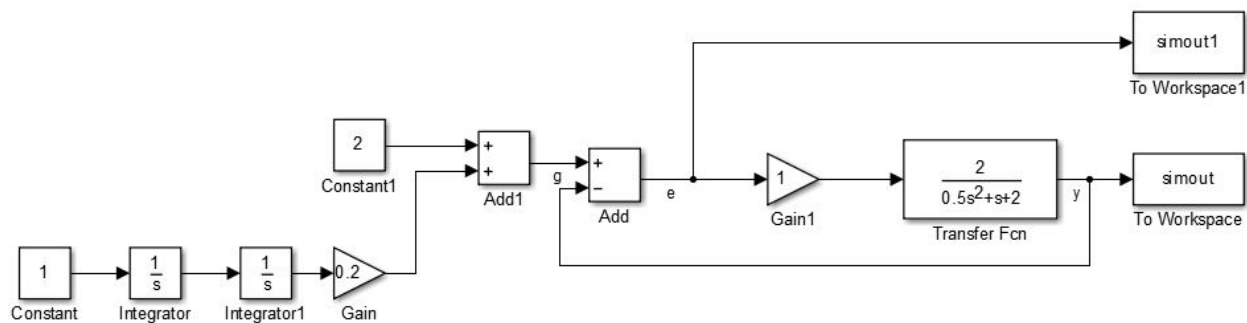 simout1
To Workspace1
2
Constant1
+
+
Add1
g
+
−
Add
e
1
Gain1
2
0.5s²+s+2
Transfer Fcn
y
simout
To Workspace
1
Constant
1
s
Integrator
1
s
Integrator1
0.2
Gain